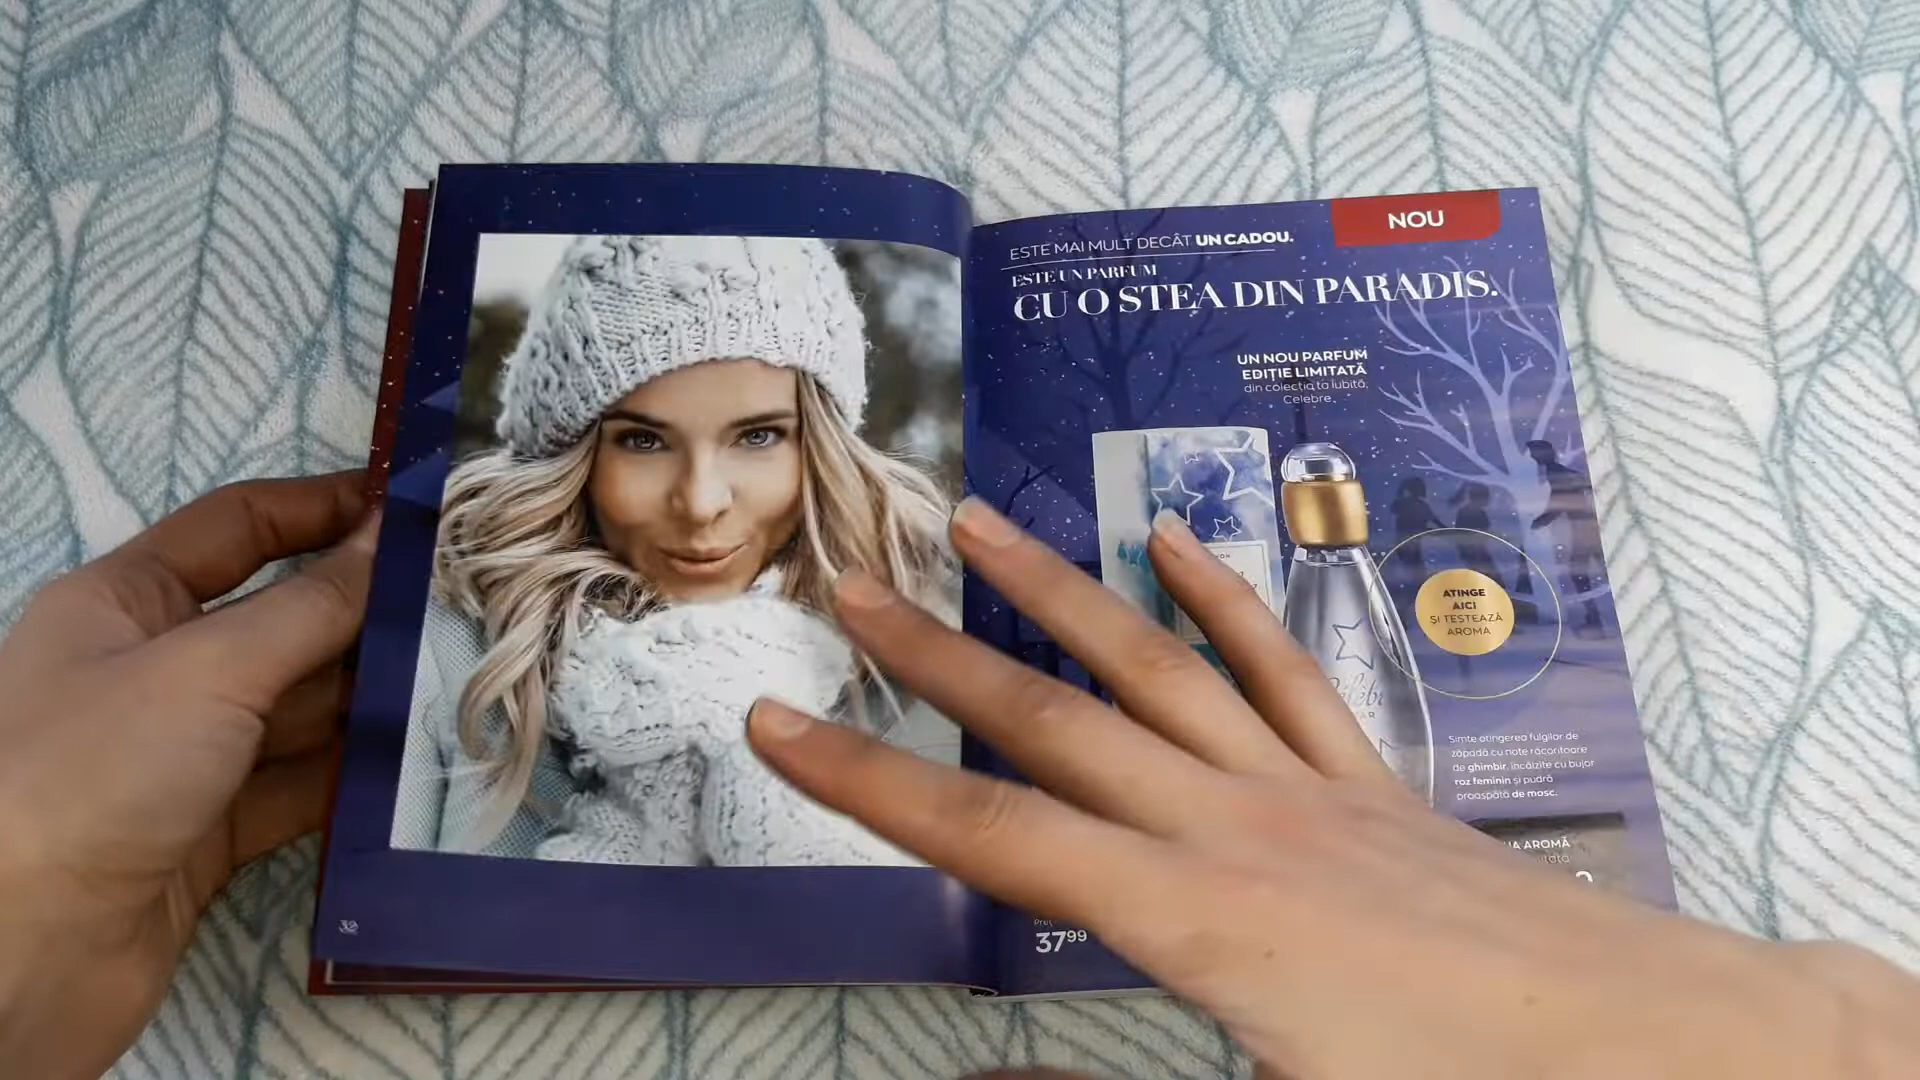 NOU
ESTE MAI MULT DECÂT UN CADOU.
ESTE UN PARFUM
CU O STEA DIN PARADIS.
UN NOU PARFUM
EDIȚIE LIMITATĂ
din colecția ta iubită,
Celebre.
ATINGE
AICI
ȘI TESTEAZĂ
AROMA
Simte atingerea fulgilor de
zăpadă cu note răcoritoare
de ghimbir, încălzite cu bujor
roz feminin și pudră
proaspătă de mosc.
AROMĂ
37⁹⁹
32